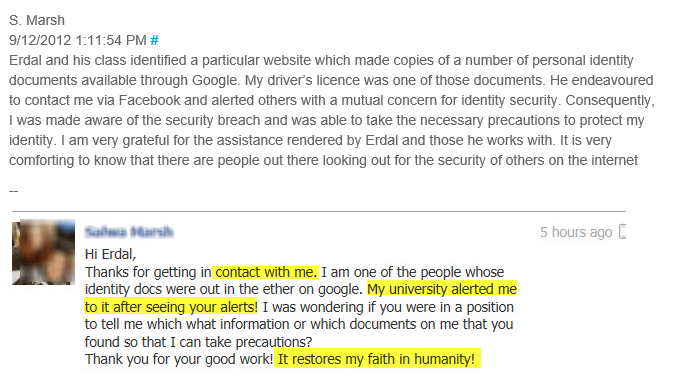 S. Marsh
9/12/2012 1:11:54 PM #
Erdal and his class identified a particular website which made copies of a number of personal identity
documents available through Google. My driver's licence was one of those documents. He endeavoured
to contact me via Facebook and alerted others with a mutual concern for identity security. Consequently,
I was made aware of the security breach and was able to take the necessary precautions to protect my
identity. I am very grateful for the assistance rendered by Erdal and those he works with. It is very
comforting to know that there are people out there looking out for the security of others on the internet
--
5 hours ago
Hi Erdal,
Thanks for getting in contact with me. I am one of the people whose
identity docs were out in the ether on google. My university alerted me
to it after seeing your alerts! I was wondering if you were in a position
to tell me which what information or which documents on me that you
found so that I can take precautions?
Thank you for your good work! It restores my faith in humanity!